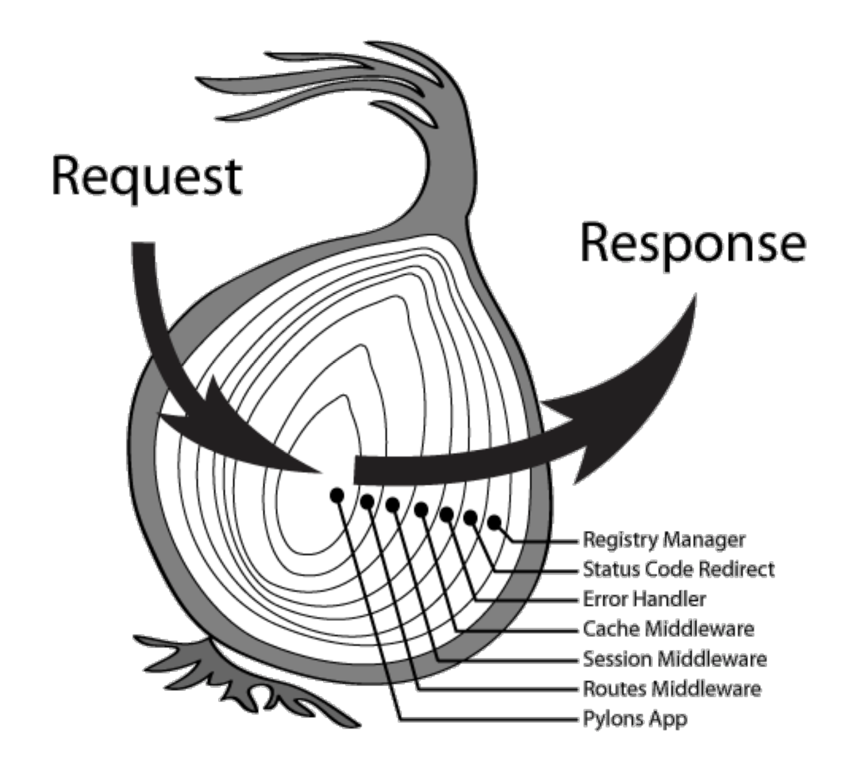 Request
Response
Registry Manager
Status Code Redirect
Error Handler
Cache Middleware
Session Middleware
Routes Middleware
Pylons App